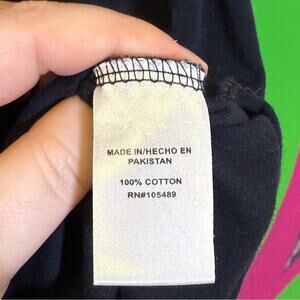 MADE IN/HECHO EN
PAKISTAN
100% COTTON
RN#105489